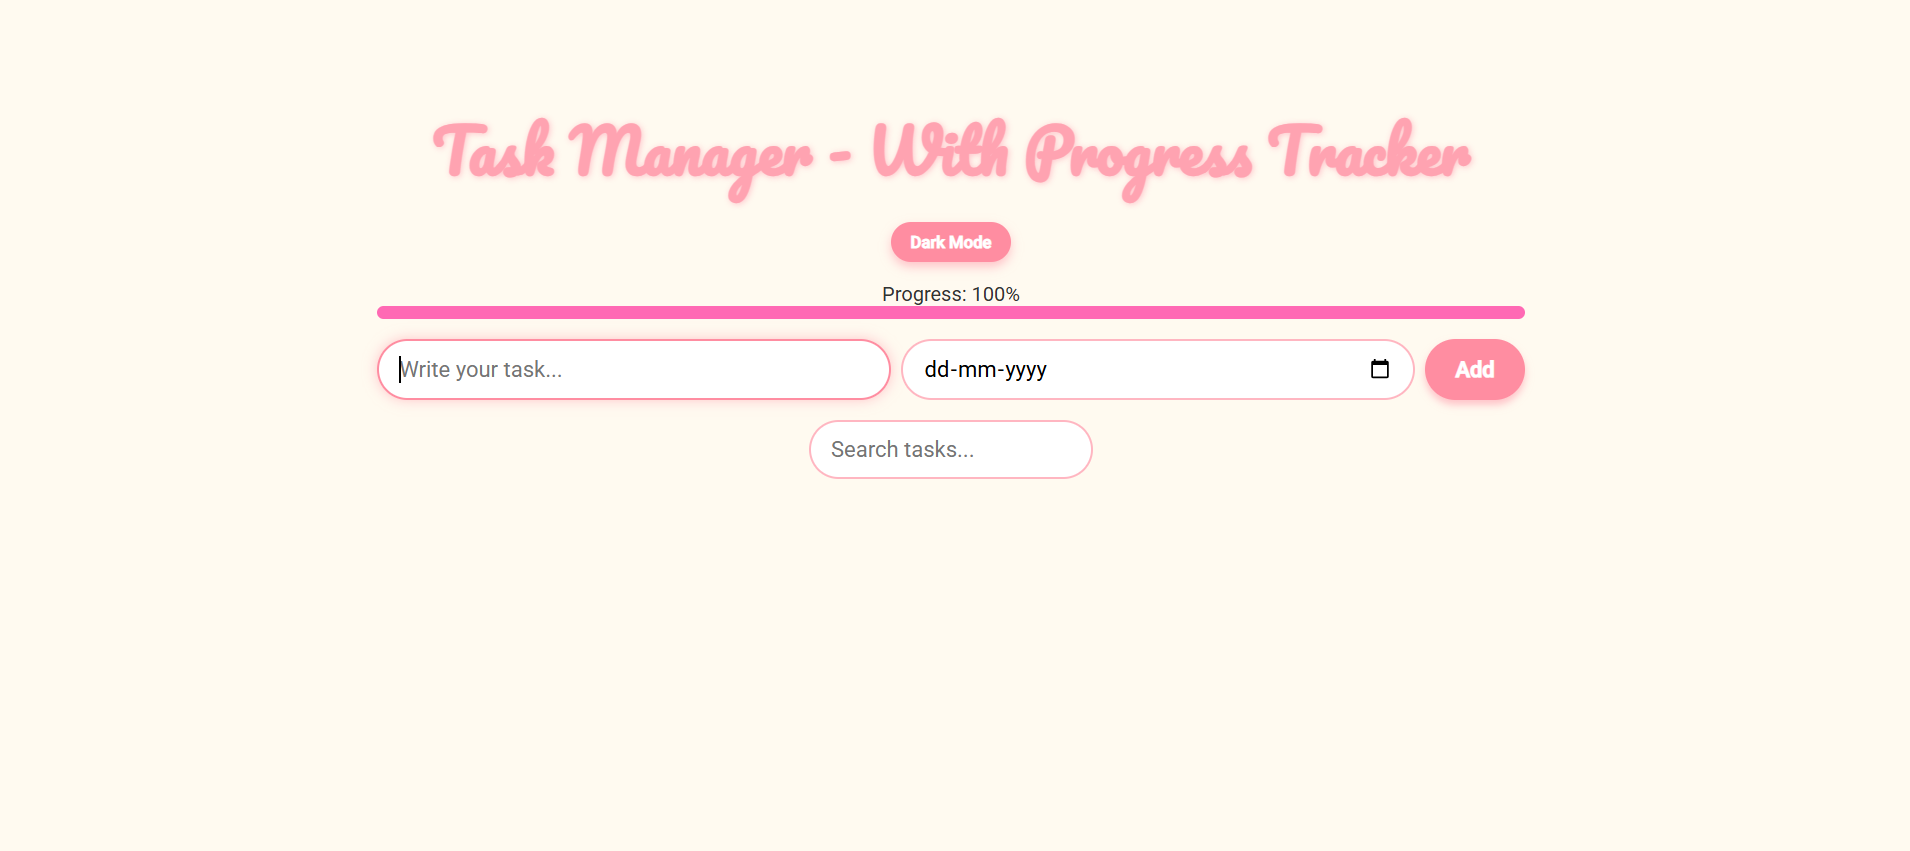 Task Manager - With Progress Tracker
Dark Mode
Progress: 100%
Write your task...
dd-mm-yyyy
Add
Search tasks...